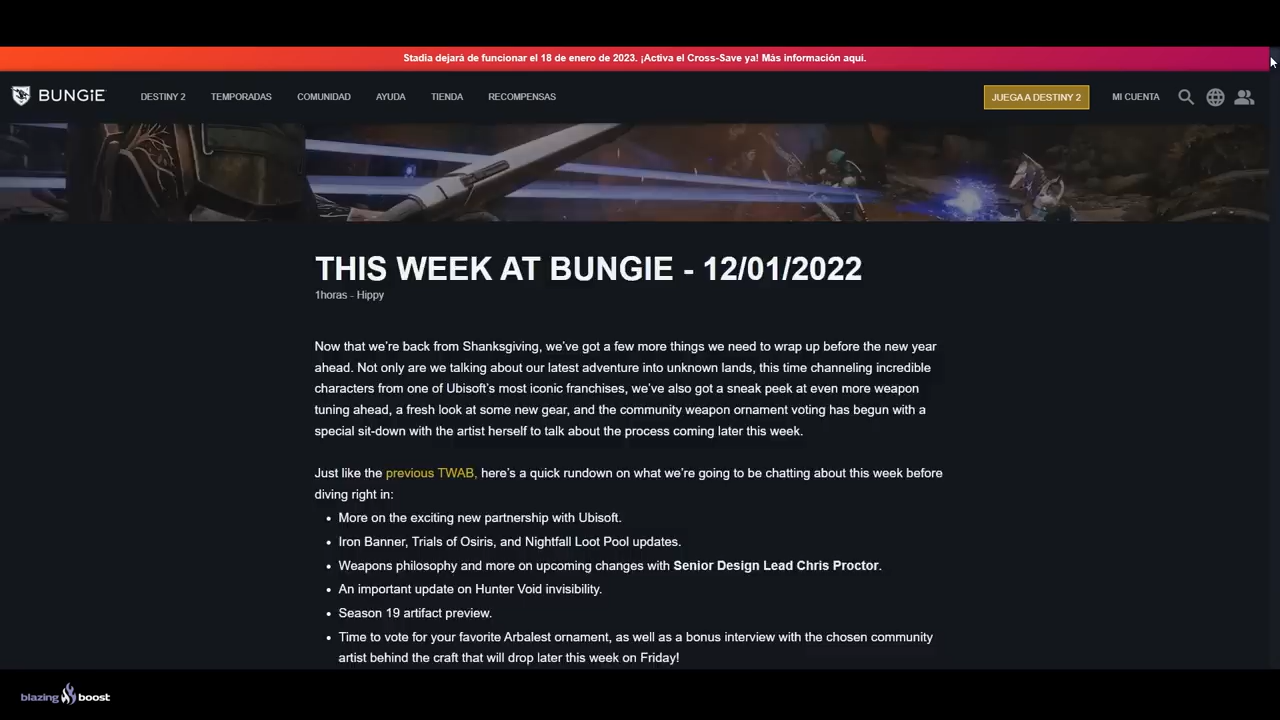 Stadia dejará de funcionar el 18 de enero de 2023. ¡Activa el Cross-Save ya! Más información aquí.
BUNGiE DESTINY 2 TEMPORADAS COMUNIDAD AYUDA TIENDA RECOMPENSAS JUEGA A DESTINY 2 MI CUENTA
THIS WEEK AT BUNGIE - 12/01/2022
1horas - Hippy
Now that we’re back from Shanksgiving, we’ve got a few more things we need to wrap up before the new year
ahead. Not only are we talking about our latest adventure into unknown lands, this time channeling incredible
characters from one of Ubisoft’s most iconic franchises, we’ve also got a sneak peek at even more weapon
tuning ahead, a fresh look at some new gear, and the community weapon ornament voting has begun with a
special sit-down with the artist herself to talk about the process coming later this week.
Just like the previous TWAB, here’s a quick rundown on what we’re going to be chatting about this week before
diving right in:
• More on the exciting new partnership with Ubisoft.
• Iron Banner, Trials of Osiris, and Nightfall Loot Pool updates.
• Weapons philosophy and more on upcoming changes with Senior Design Lead Chris Proctor.
• An important update on Hunter Void invisibility.
• Season 19 artifact preview.
• Time to vote for your favorite Arbalest ornament, as well as a bonus interview with the chosen community
artist behind the craft that will drop later this week on Friday!
blazing boost